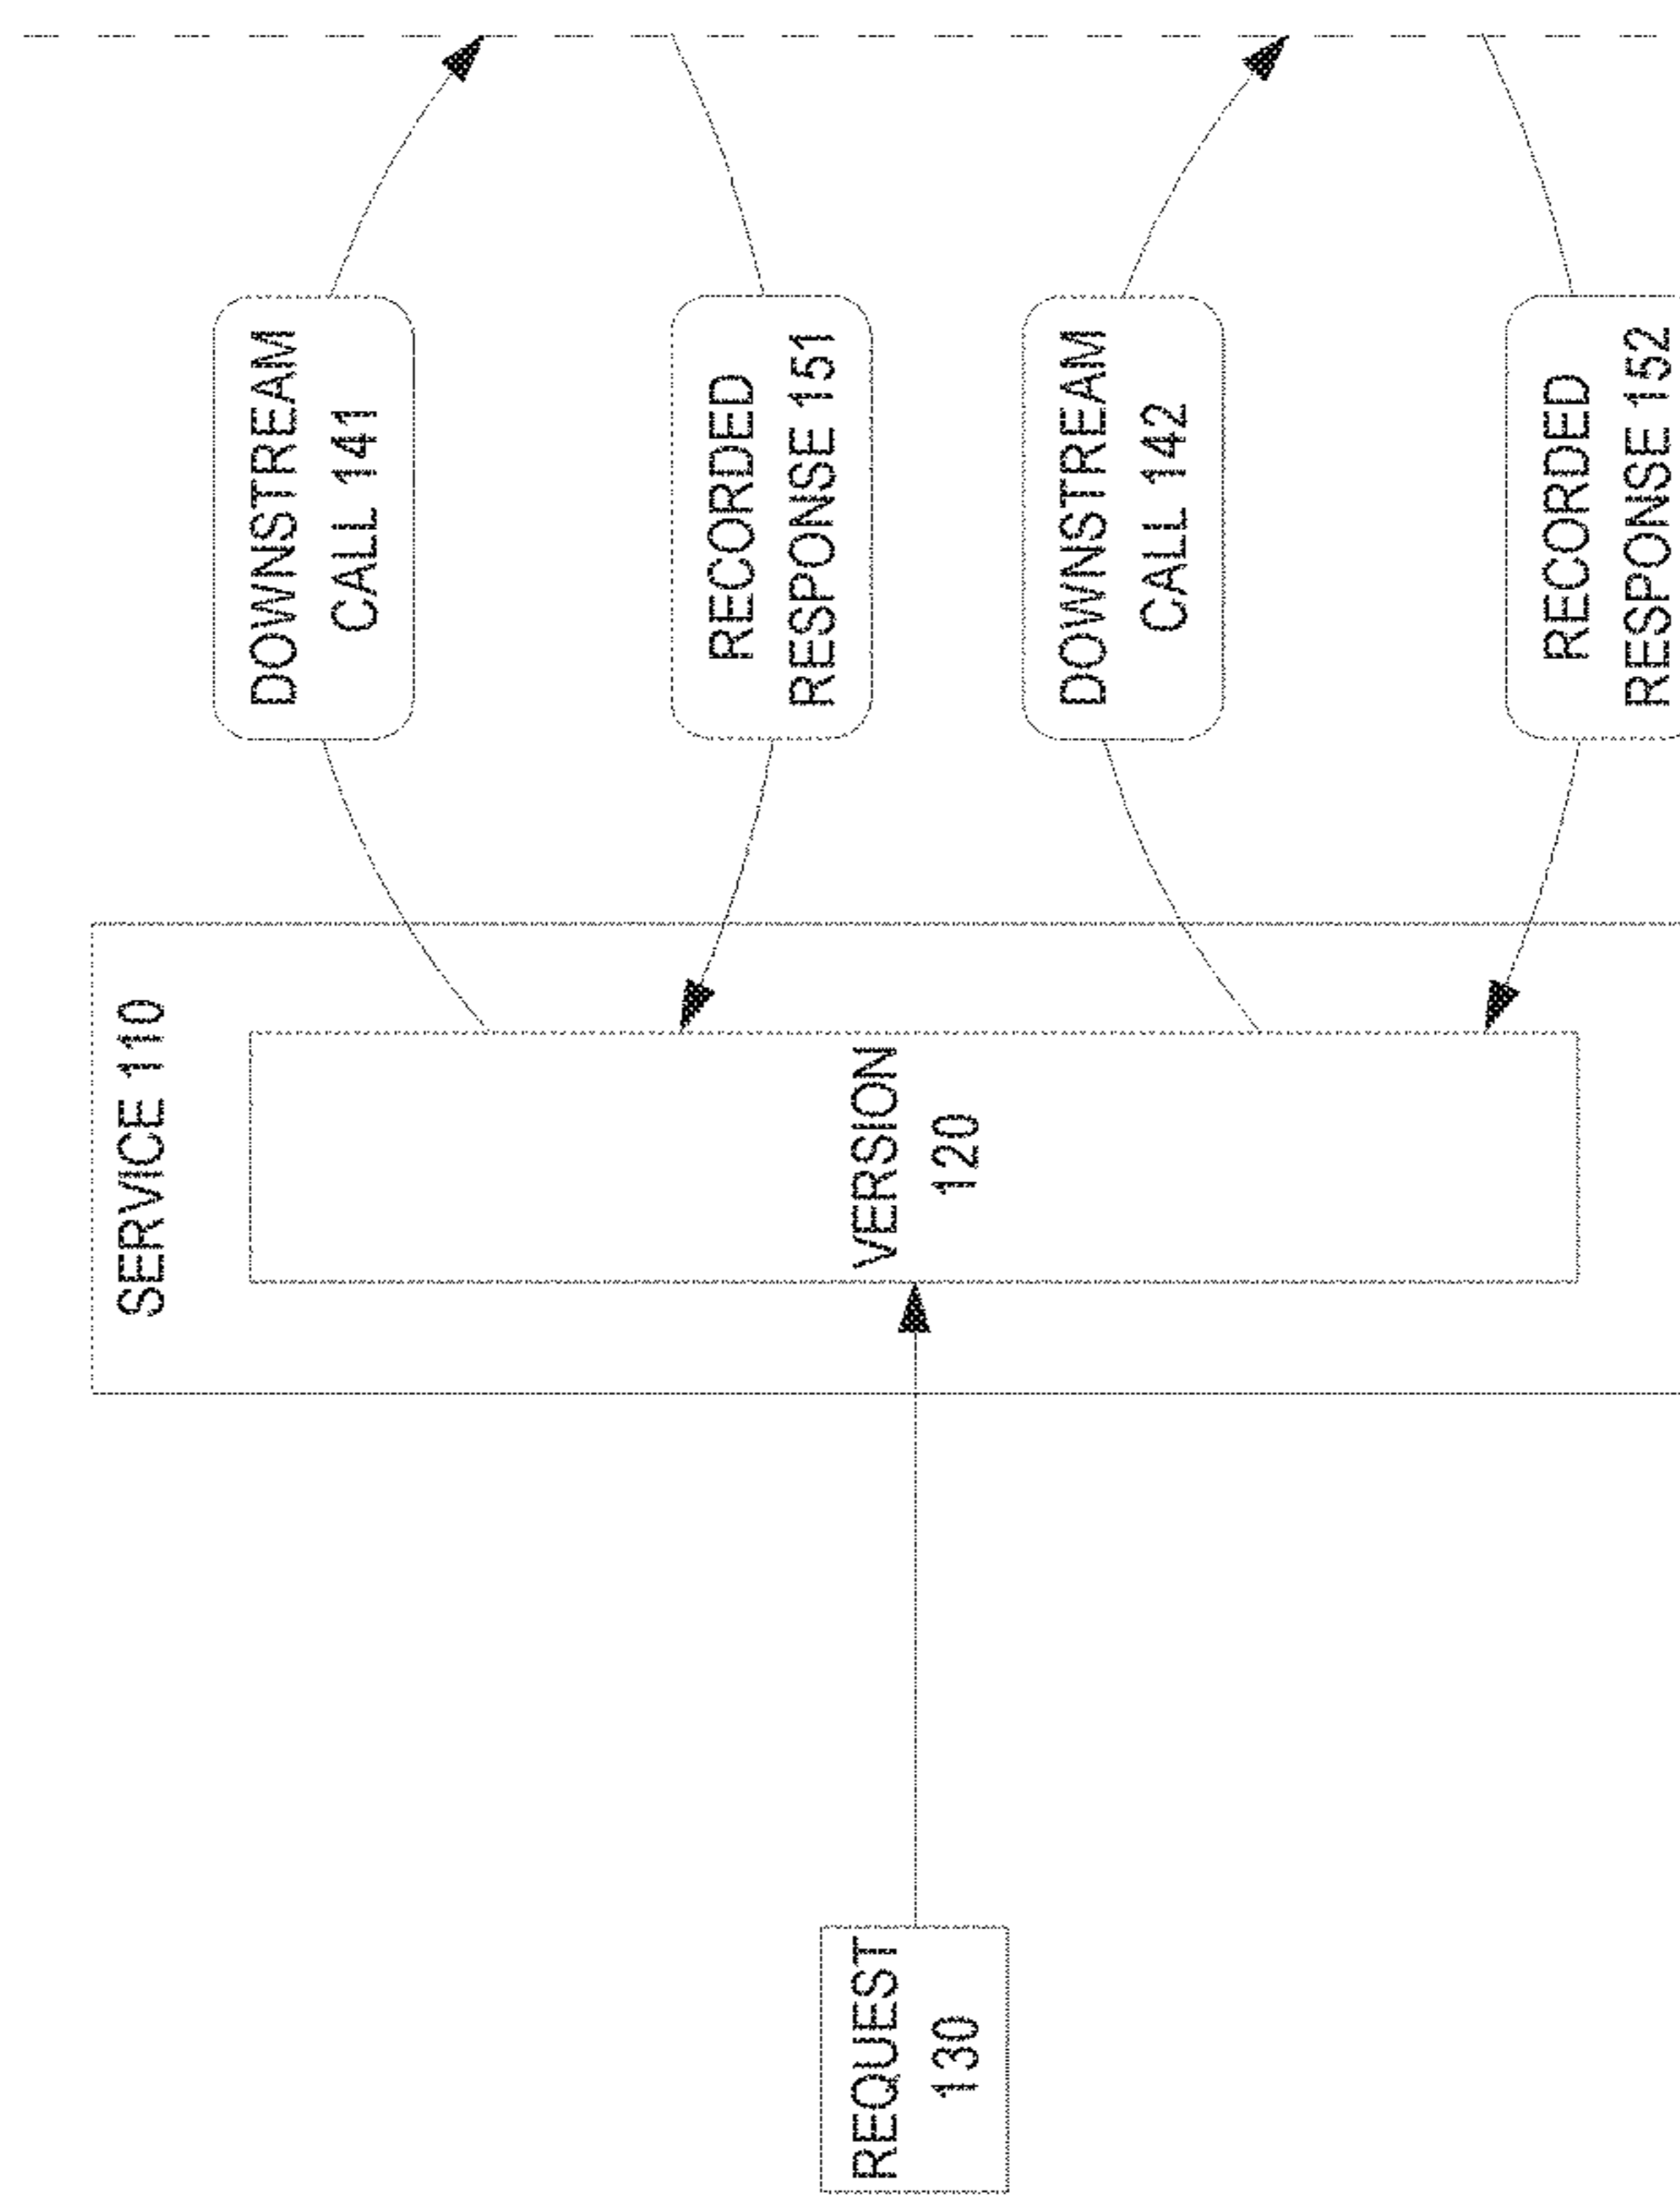 SERVICE 110
DOWNSTREAM
CALL 141
RECORDED
RESPONSE 151
REQUEST
130
VERSION
120
DOWNSTREAM
CALL 142
RECORDED
RESPONSE 152